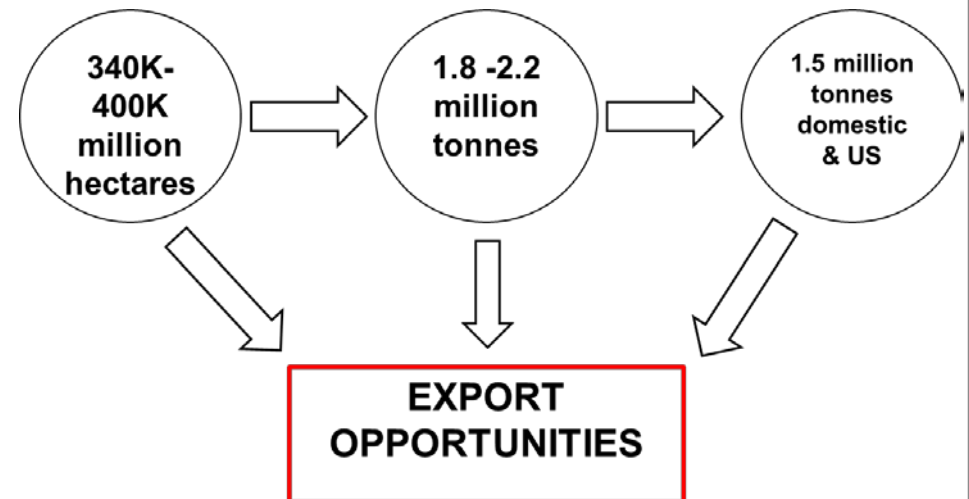 340K-
400K
million
hectares
1.8 -2.2
million
tonnes
1.5 million
tonnes
domestic
& US
EXPORT
OPPORTUNITIES